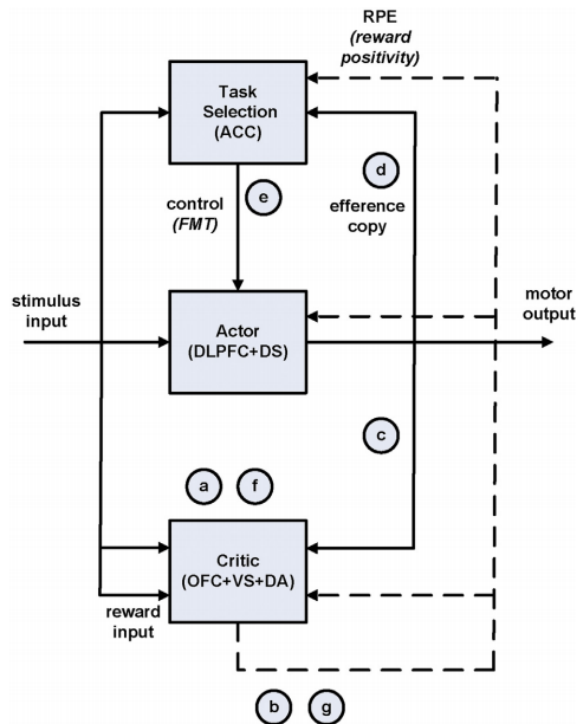 RPE
(reward
positivity)
Task
Selection
(ACC)
d
e
control
(FMT)
efference
copy
stimulus
input
motor
output
Actor
(DLPFC+DS)
c
a f
Critic
(OFC+VS+DA)
reward
input
b g